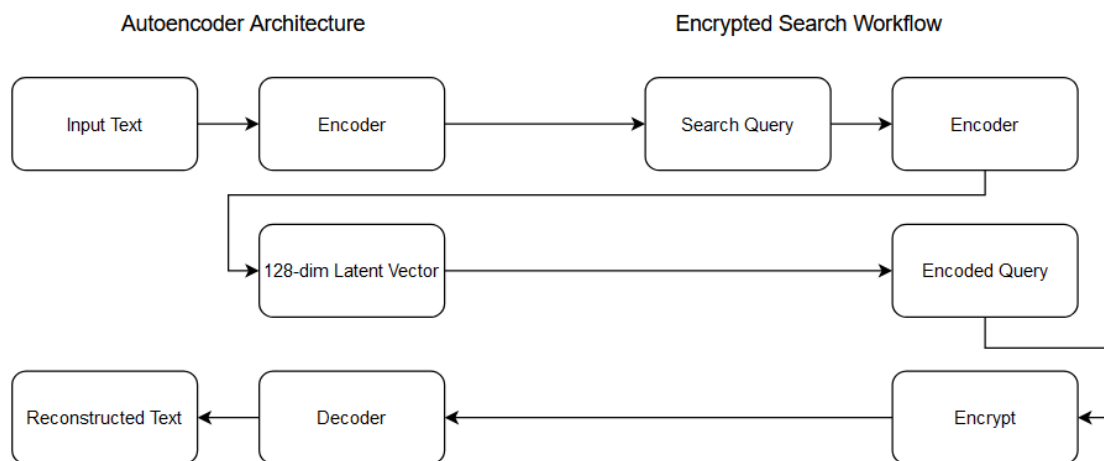 Autoencoder Architecture
Encrypted Search Workflow
Input Text
Encoder
Search Query
Encoder
128-dim Latent Vector
Encoded Query
Reconstructed Text
Decoder
Encrypt